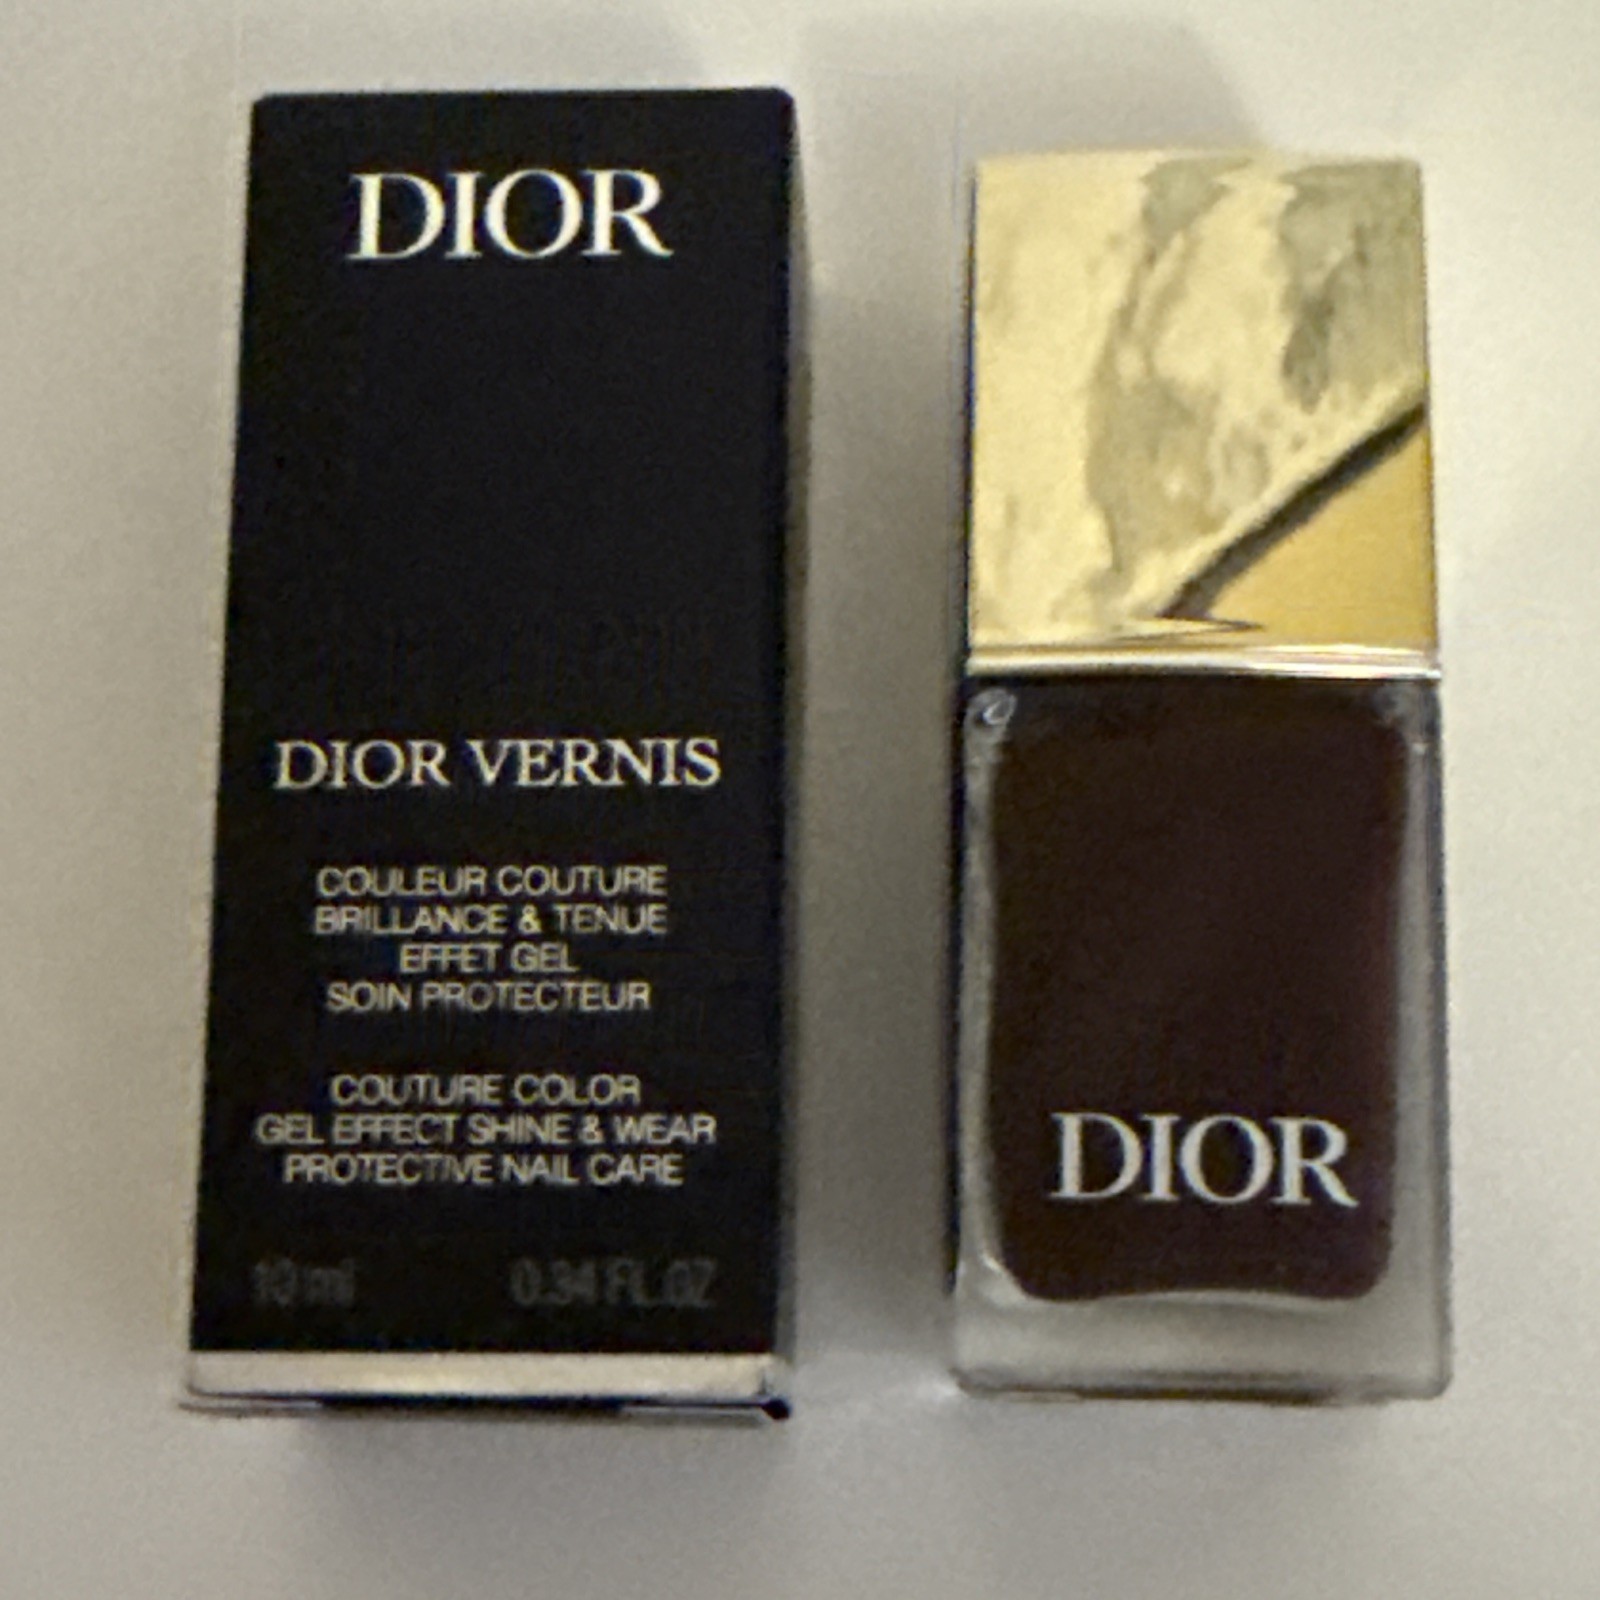 DIOR
DIOR VERNIS
COULEUR COUTURE
BRILLANCE & TENUE
EFFET GEL
SOIN PROTECTEUR
COUTURE COLOR
GEL EFFECT SHINE & WEAR
PROTECTIVE NAIL CARE
10 ml 0.34 FL.OZ
DIOR